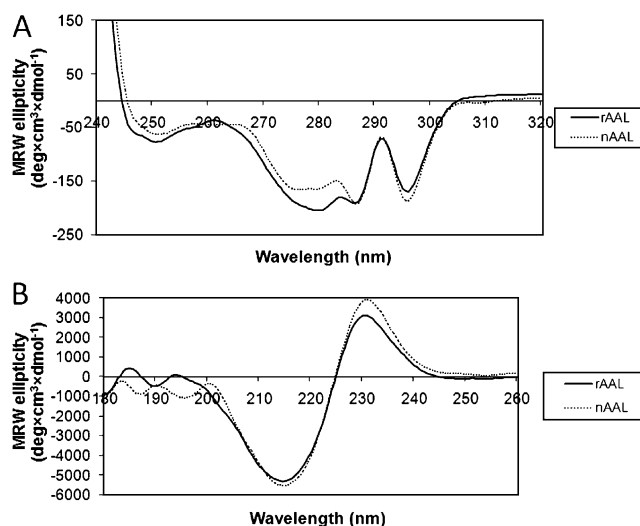 A
MRW ellipticity
(deg×cm³×dmol⁻¹)
150
50
-50
-150
-250
240 250 260 270 280 290 300 310 320
Wavelength (nm)
rAAL
nAAL
B
MRW ellipticity
(deg×cm³×dmol⁻¹)
4000
3000
2000
1000
0
-1000
-2000
-3000
-4000
-5000
-6000
180 190 200 210 220 230 240 250 260
Wavelength (nm)
rAAL
nAAL